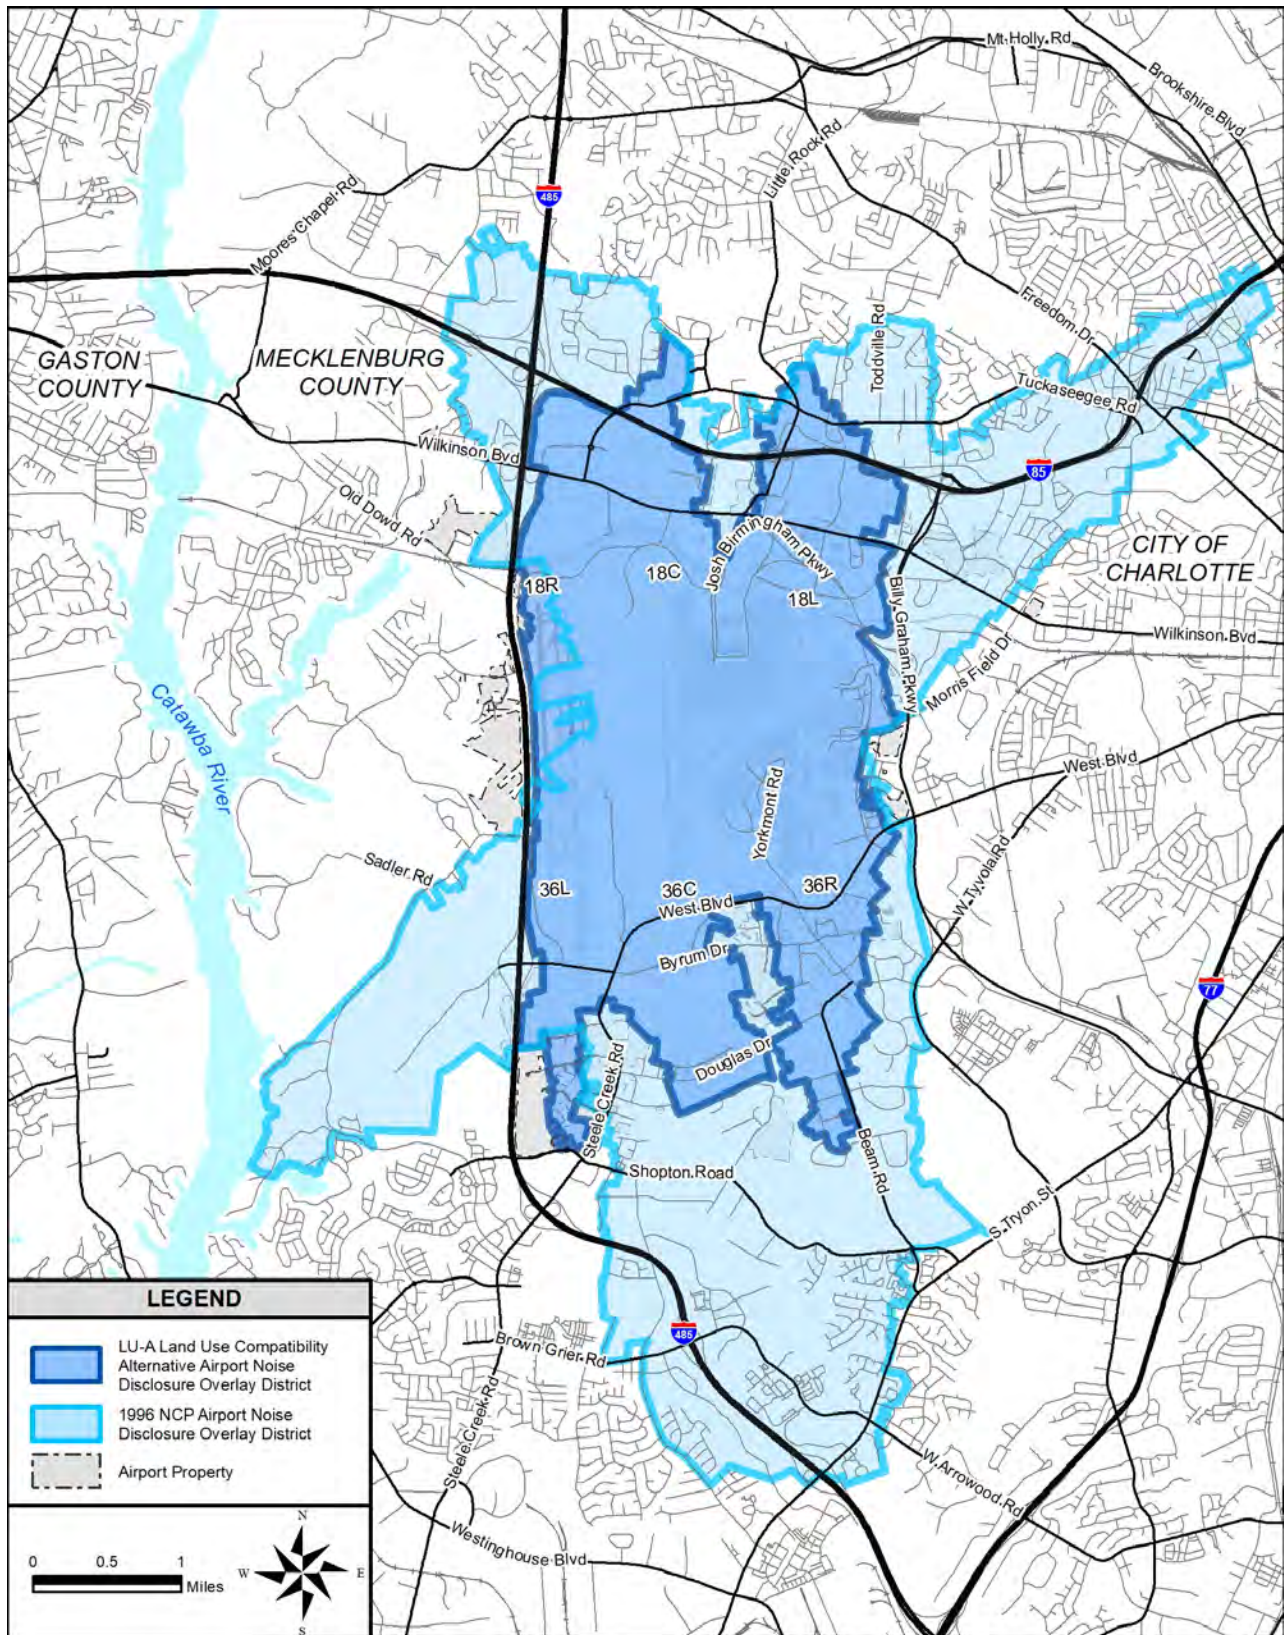 Mt Holly Rd
Brookshire Blvd
Little Rock Rd
485
Moores Chapel Rd
Freedom Dr
Toddville Rd
GASTON
COUNTY
MECKLENBURG
COUNTY
Tuckaseegee Rd
Wilkinson Blvd
85
Old Dowd Rd
Josh Birmingham Pkwy
CITY OF
CHARLOTTE
18R
18C
18L
Billy Graham Pkwy
Wilkinson Blvd
Morris Field Dr
Catawba River
West Blvd
Yorkmont Rd
Sadler Rd
W Tyvola Rd
36L
36C
36R
West Blvd
Byrum Dr
77
Douglas Dr
Steele Creek Rd
Beam Rd
Shopton Road
S Tryon St
LEGEND
LU-A Land Use Compatibility
Alternative Airport Noise
Disclosure Overlay District
1996 NCP Airport Noise
Disclosure Overlay District
Airport Property
485
Brown Grier Rd
Steele Creek Rd
W Arrowood Rd
Westinghouse Blvd
N
W
E
S
0 0.5 1
Miles